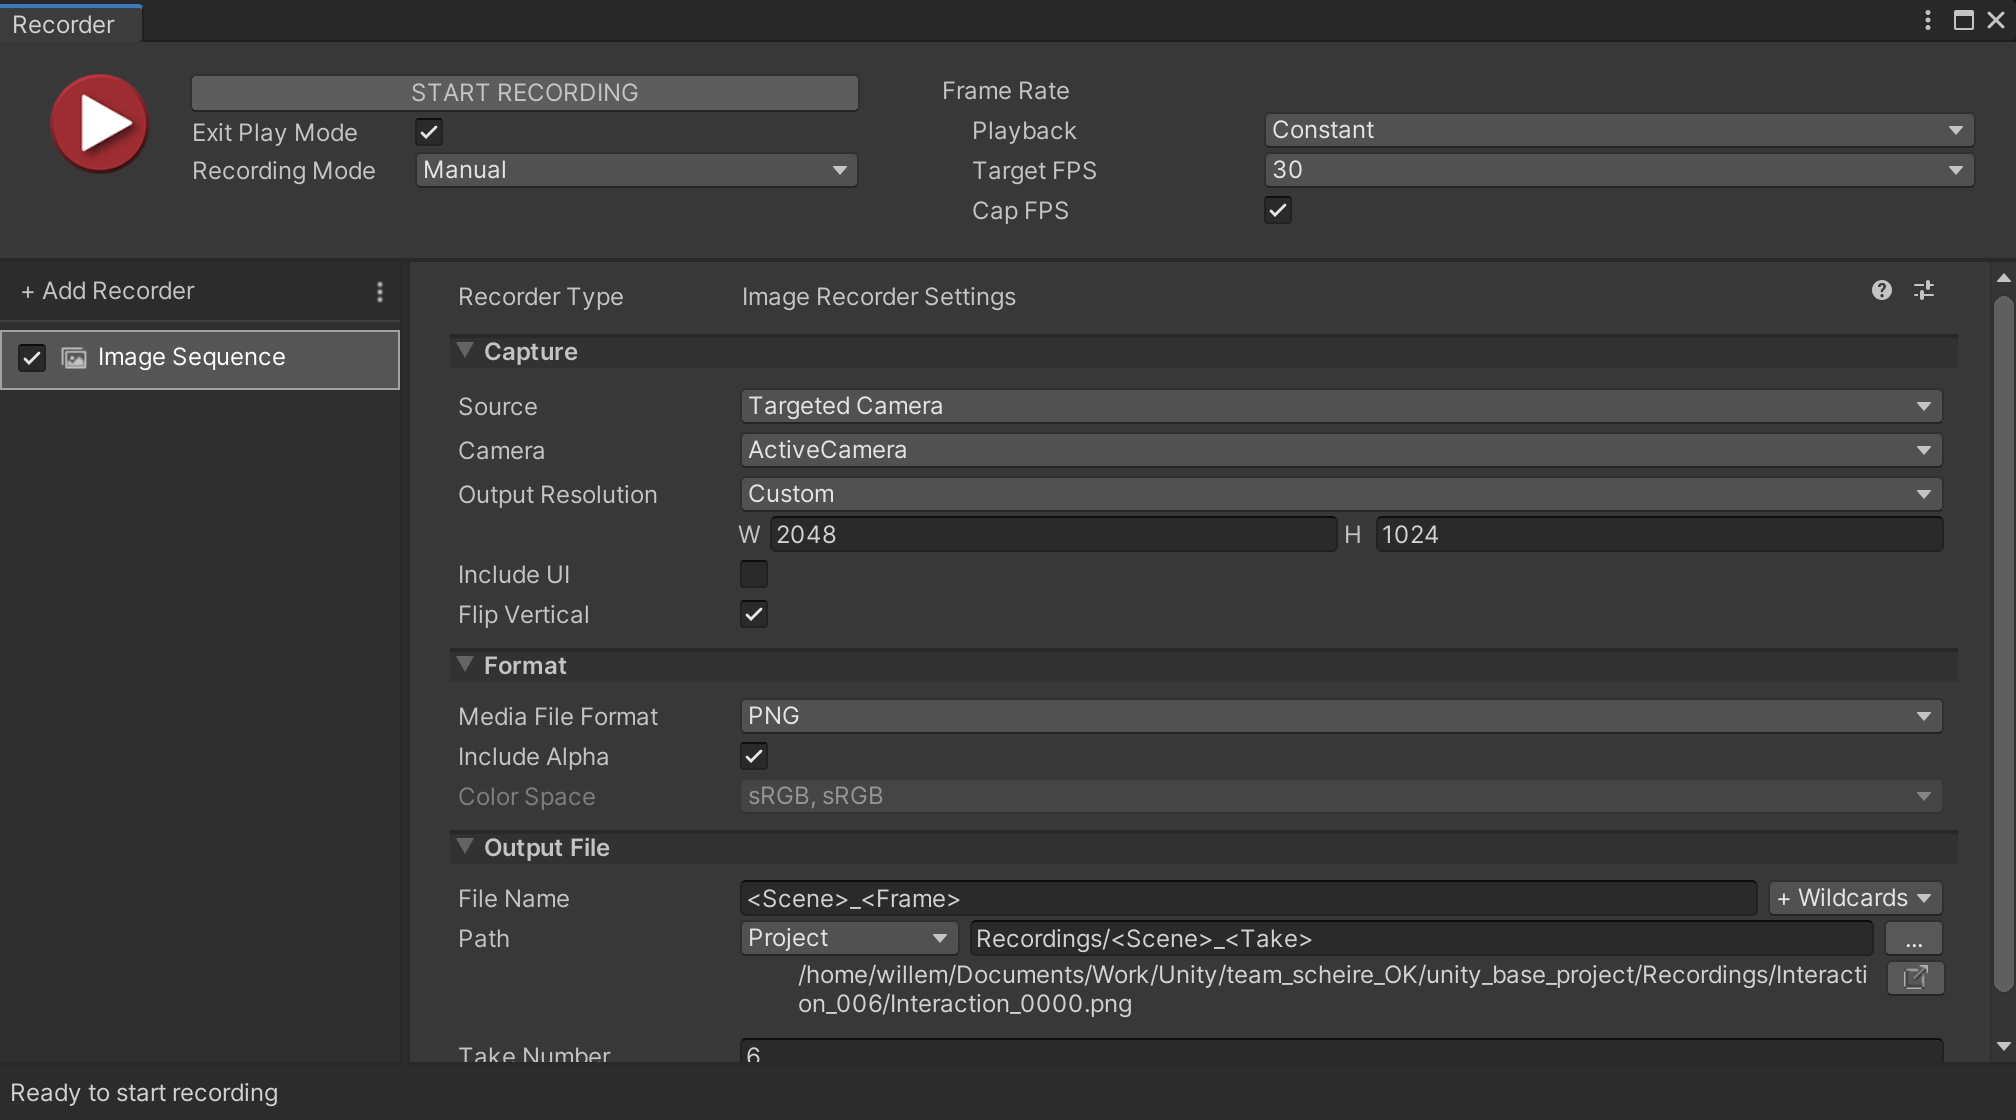 Recorder
START RECORDING
Exit Play Mode
Recording Mode Manual
Frame Rate
Playback Constant
Target FPS 30
Cap FPS
+ Add Recorder
Image Sequence
Recorder Type Image Recorder Settings
Capture
Source Targeted Camera
Camera ActiveCamera
Output Resolution Custom
W 2048 H 1024
Include UI
Flip Vertical
Format
Media File Format PNG
Include Alpha
Color Space sRGB, sRGB
Output File
File Name <Scene>_<Frame> + Wildcards
Path Project Recordings/<Scene>_<Take> ...
/home/willem/Documents/Work/Unity/team_scheire_OK/unity_base_project/Recordings/Interacti
on_006/Interaction_0000.png
Take Number 6
Ready to start recording